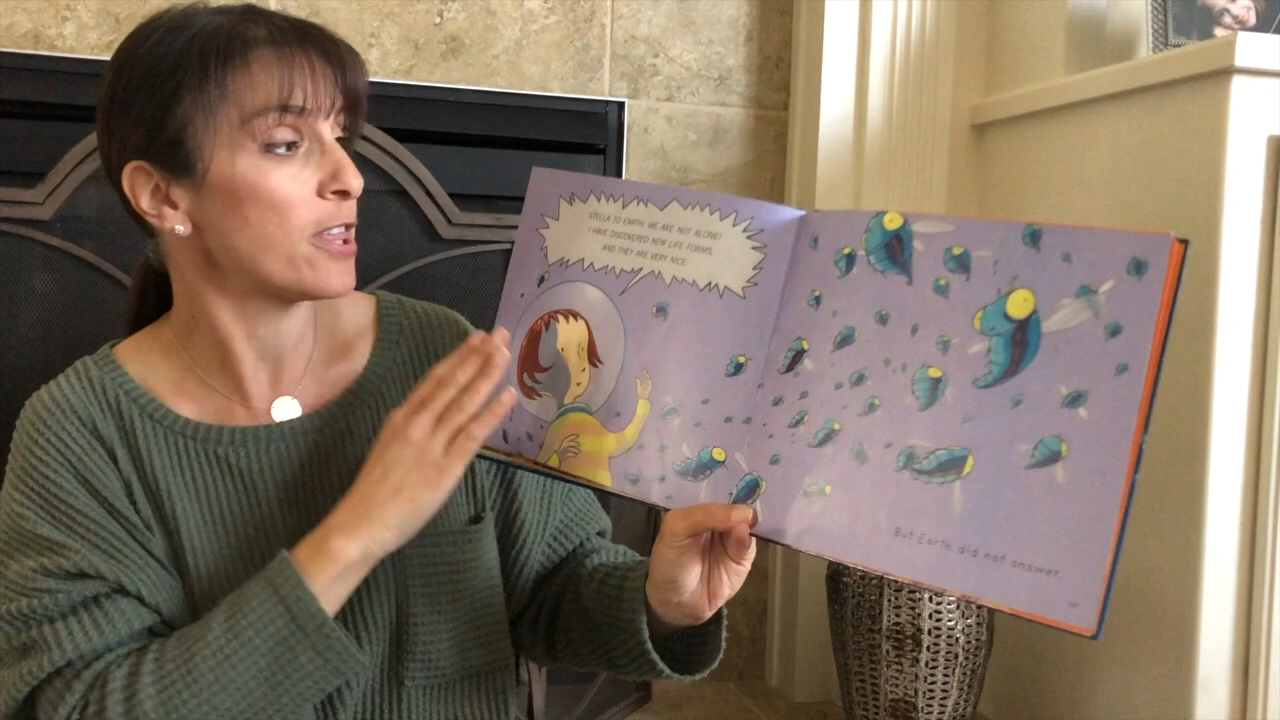 STELLA TO EARTH: WE ARE NOT ALONE!
I HAVE DISCOVERED NEW LIFE FORMS,
AND THEY ARE VERY NICE.
But Earth did not answer.